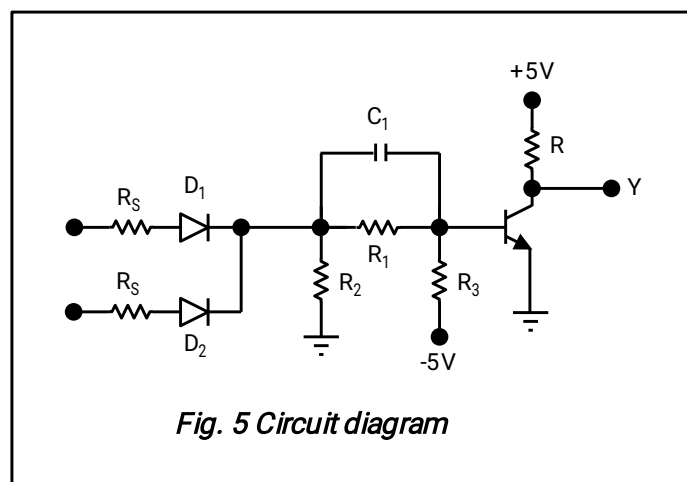 +5V
C1
R
D1
RS
Y
R1
RS
R2
R3
D2
-5V
Fig. 5 Circuit diagram